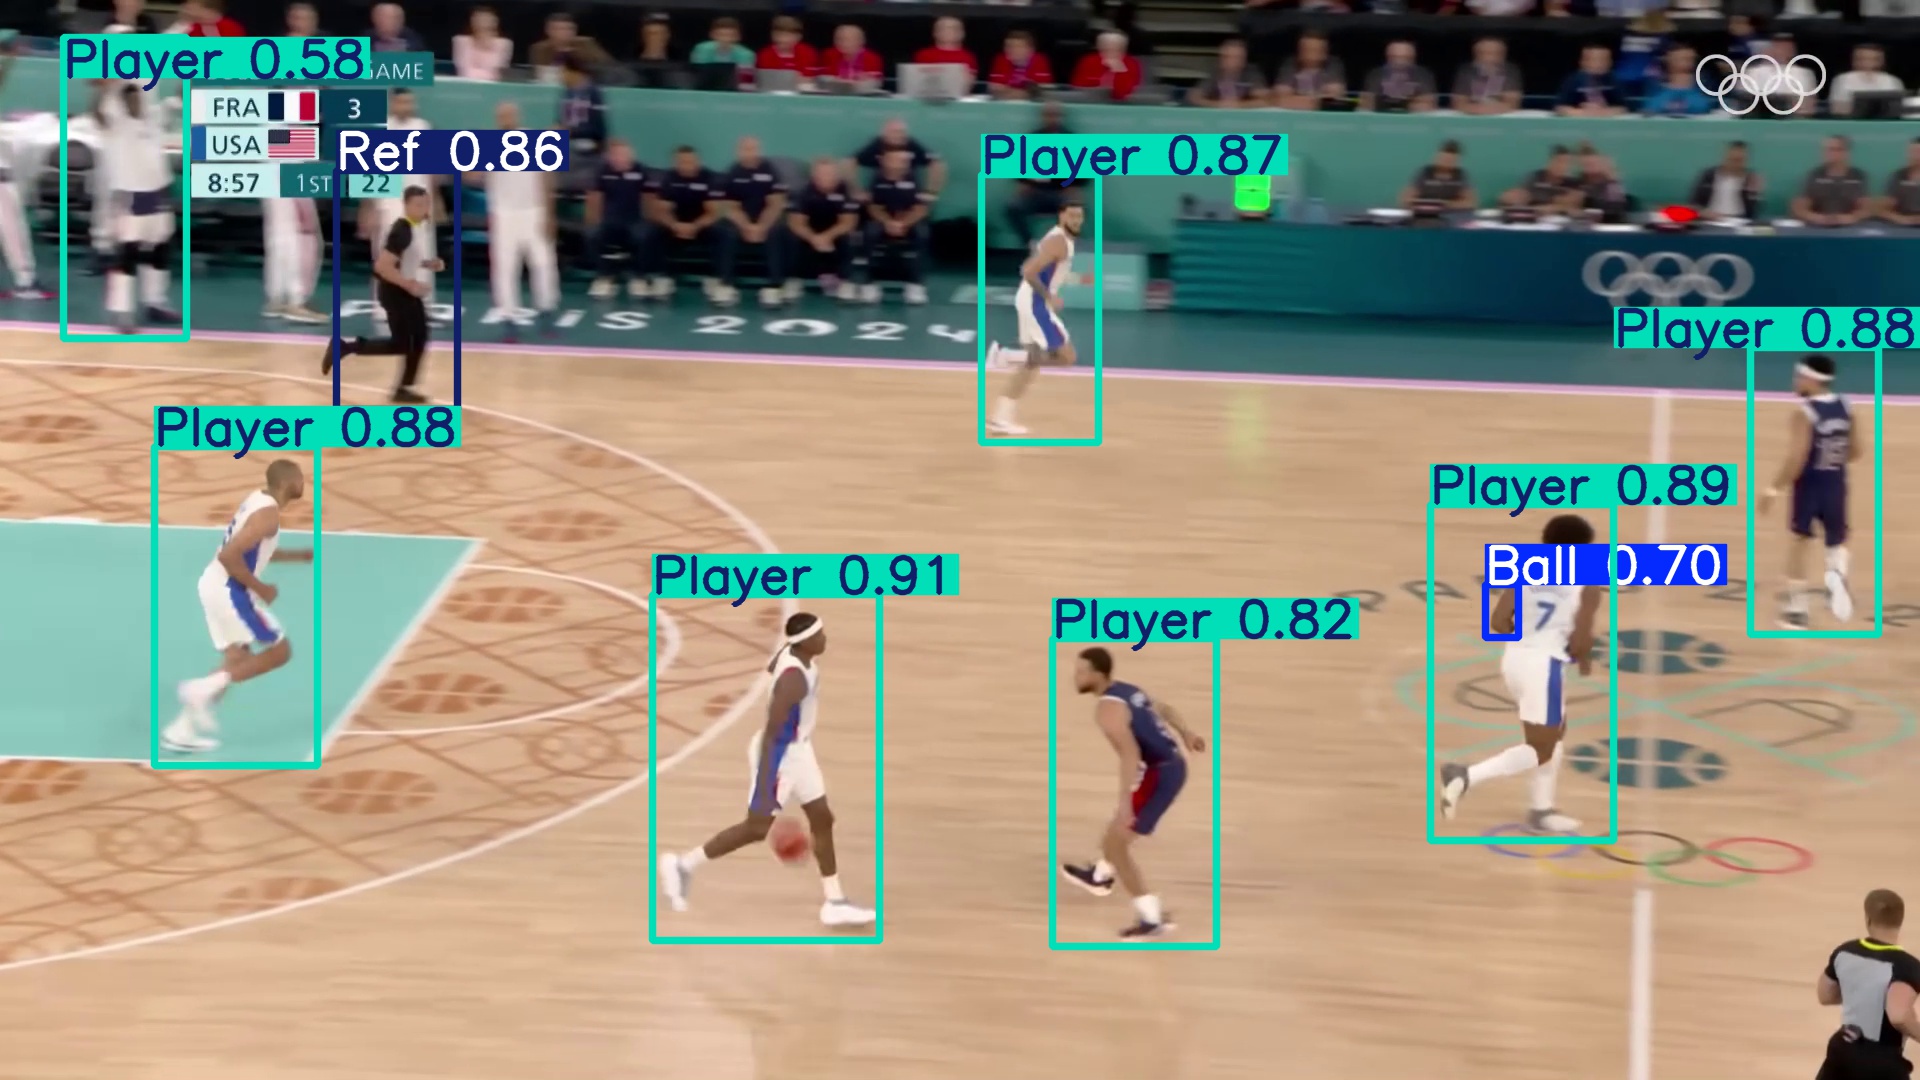 Player 0.58
GAME
FRA 3
USA
8:57 1ST 22
Ref 0.86
Player 0.87
PARIS 2024
Player 0.88
Player 0.88
Player 0.89
Ball 0.70
7
Player 0.91
Player 0.82